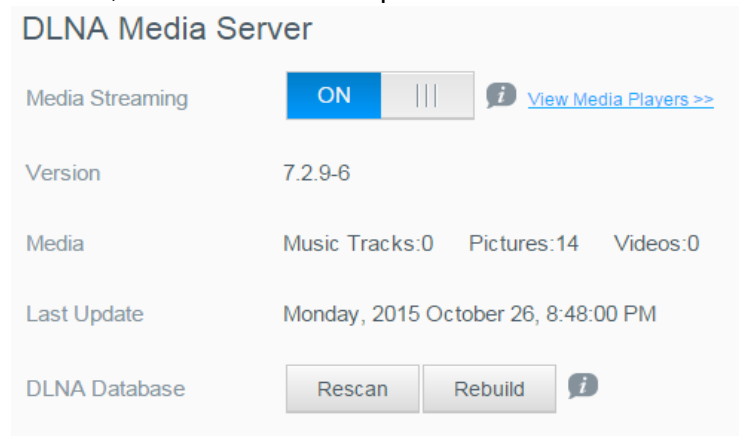 DLNA Media Server
Media Streaming ON View Media Players >>
Version 7.2.9-6
Media Music Tracks:0 Pictures:14 Videos:0
Last Update Monday, 2015 October 26, 8:48:00 PM
DLNA Database Rescan Rebuild